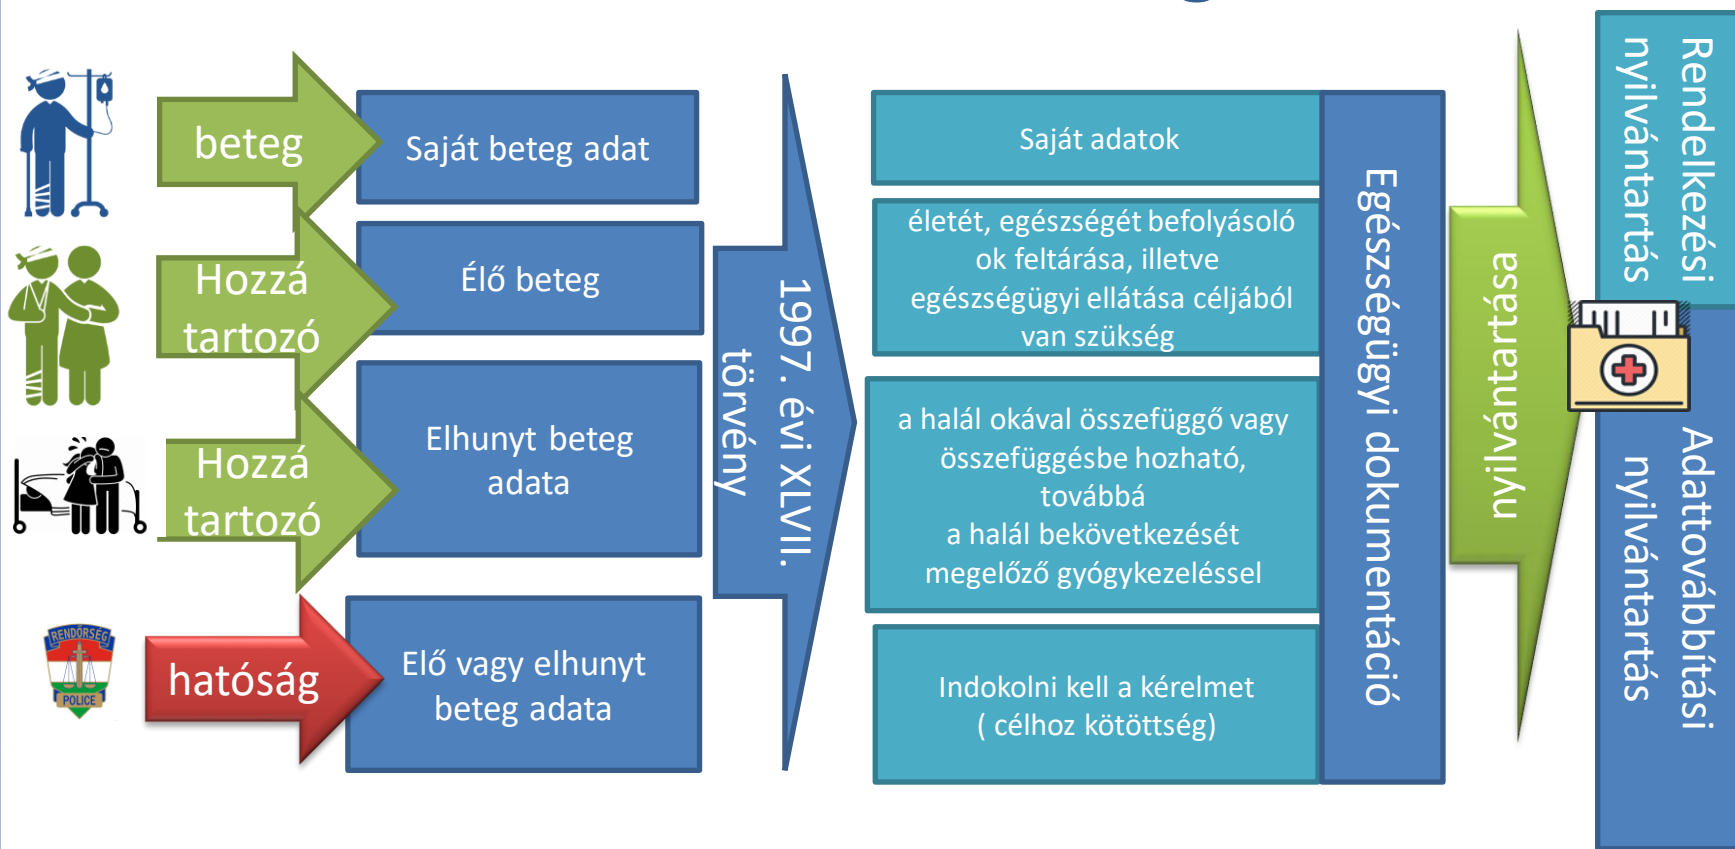 beteg
Saját beteg adat
Hozzá
tartozó
Élő beteg
Hozzá
tartozó
Elhunyt beteg
adata
RENDŐRSÉG
POLICE
hatóság
Elő vagy elhunyt
beteg adata
1997. évi XLVII.
törvény
Saját adatok
életét, egészségét befolyásoló
ok feltárása, illetve
egészségügyi ellátása céljából
van szükség
a halál okával összefüggő vagy
összefüggésbe hozható,
továbbá
a halál bekövetkezését
megelőző gyógykezeléssel
Indokolni kell a kérelmet
( célhoz kötöttség)
Egészségügyi dokumentáció
nyilvántartása
Rendelkezési
nyilvántartás
Adattovábbítási
nyilvántartás